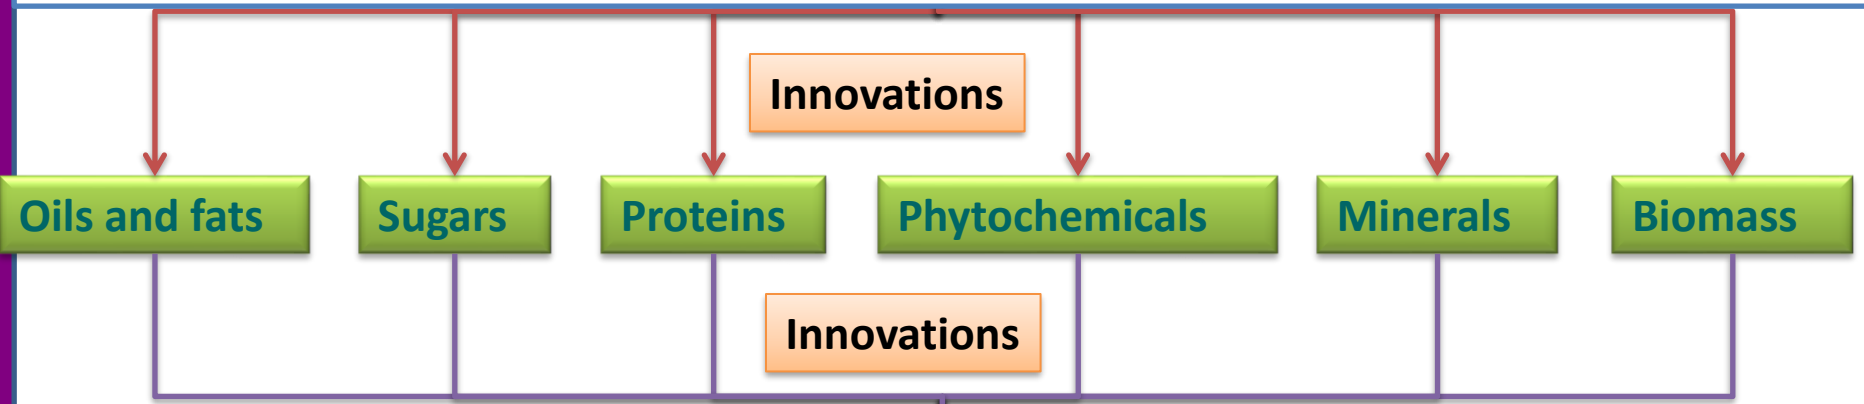 Innovations
Oils and fats
Sugars
Proteins
Phytochemicals
Minerals
Biomass
Innovations